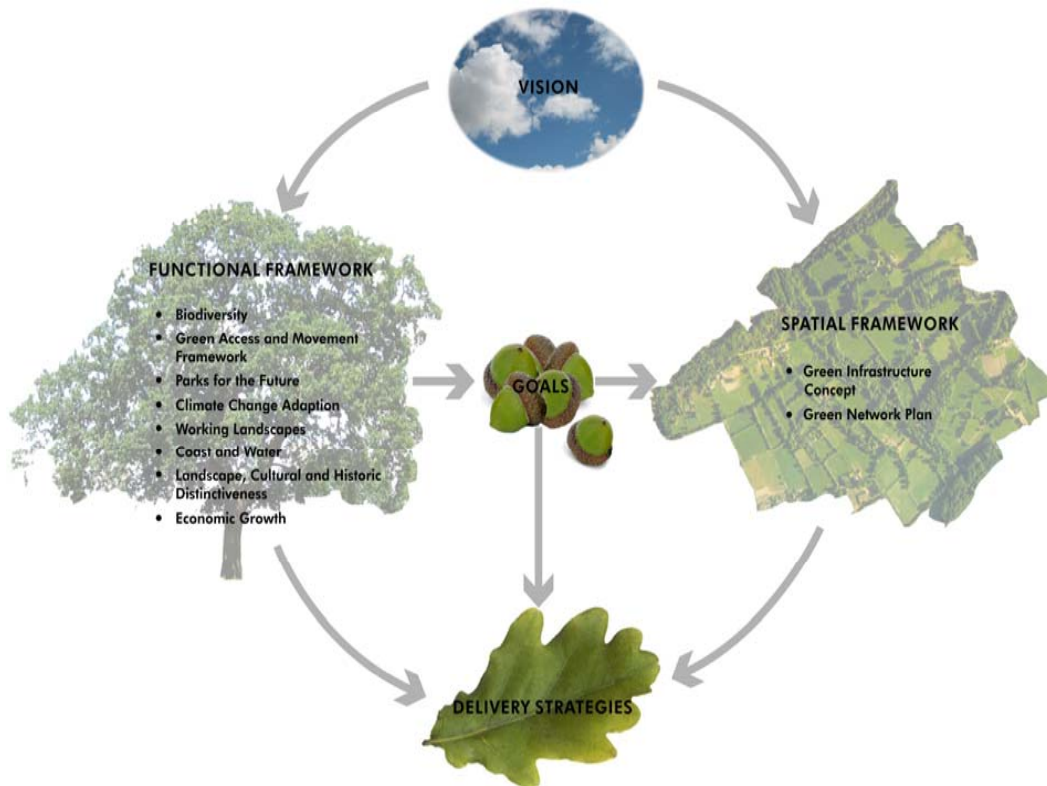 VISION
FUNCTIONAL FRAMEWORK
• Biodiversity
• Green Access and Movement
Framework
• Parks for the Future
• Climate Change Adaption
• Working Landscapes
• Coast and Water
• Landscape, Cultural and Historic
Distinctiveness
• Economic Growth
GOALS
SPATIAL FRAMEWORK
• Green Infrastructure
Concept
• Green Network Plan
DELIVERY STRATEGIES